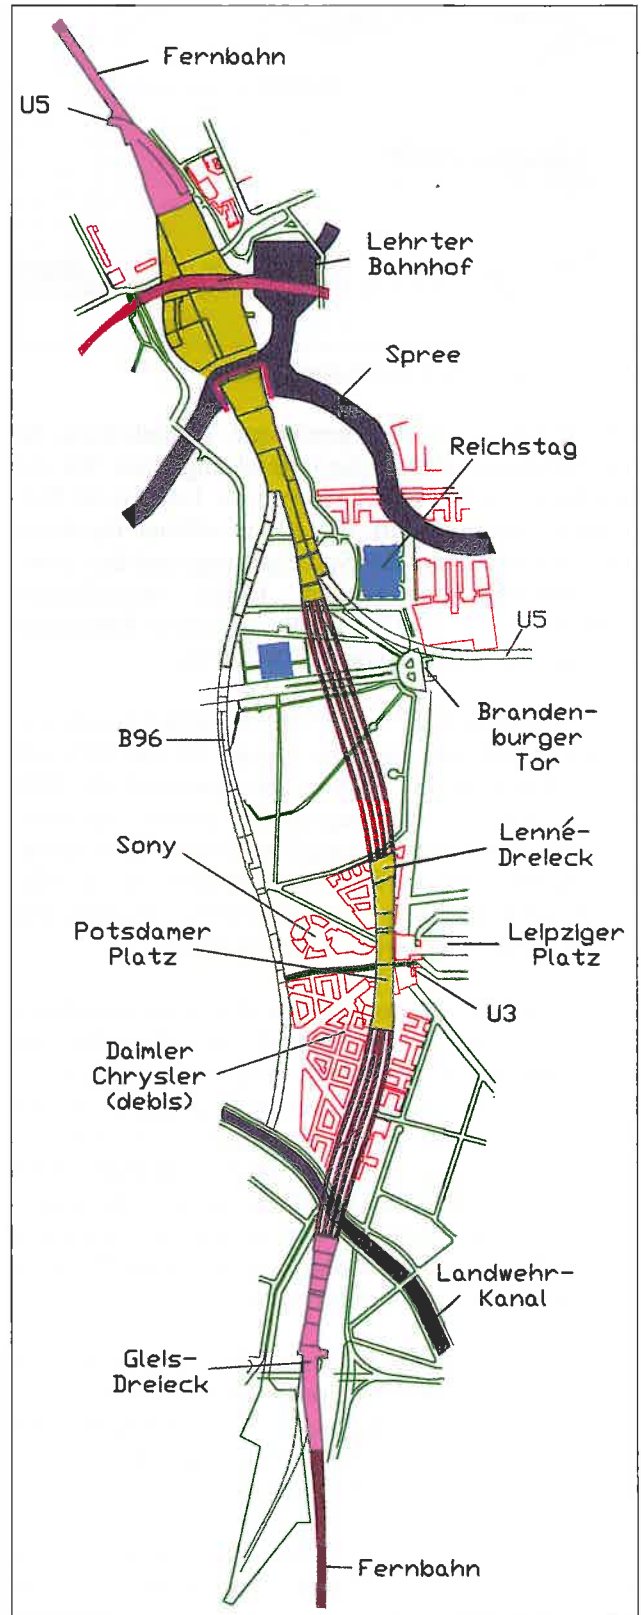 Fernbahn
U5
Lehrter
Bahnhof
Spree
Reichstag
U5
Branden-
burger
Tor
B96
Lenné-
Dreieck
Sony
Potsdamer
Platz
Leipziger
Platz
U3
Daimler
Chrysler
(debis)
Landwehr-
Kanal
Gleis-
Dreieck
Fernbahn